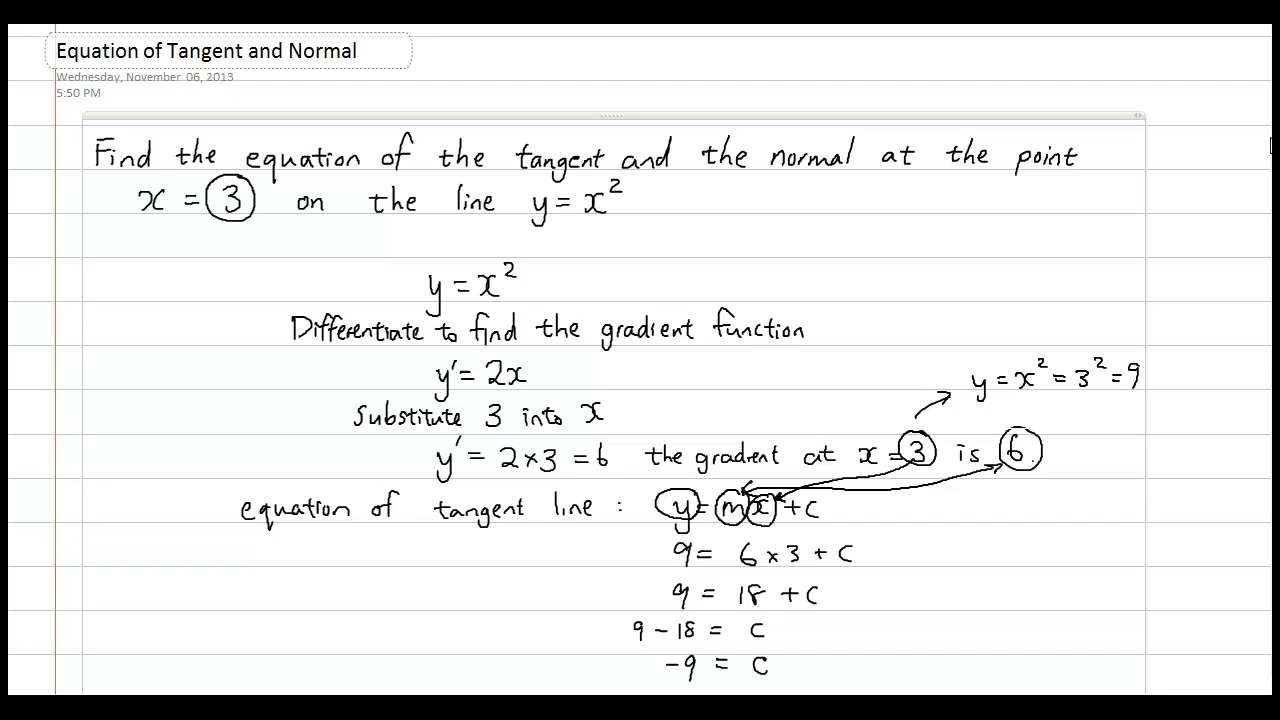 Equation of Tangent and Normal
Wednesday, November 06, 2013
5:50 PM
Find the equation of the tangent and the normal at the point
x = 3 on the line y = x²
y = x²
Differentiate to find the gradient function
y' = 2x
y = x² = 3² = 9
Substitute 3 into x
y' = 2 × 3 = 6 the gradient at x = 3 is 6.
equation of tangent line : y = mx + c
9 = 6 × 3 + c
9 = 18 + c
9 - 18 = c
-9 = c